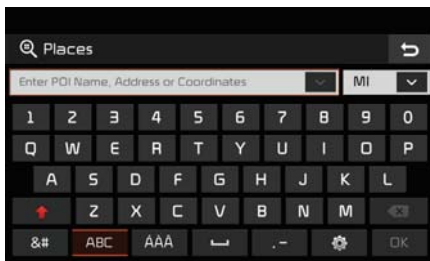 Places
Enter POI Name, Address or Coordinates MI
1 2 3 4 5 6 7 8 9 0
Q W E R T Y U I O P
A S D F G H J K L
Z X C V B N M
&# ABC ÀÁÂ .- OK